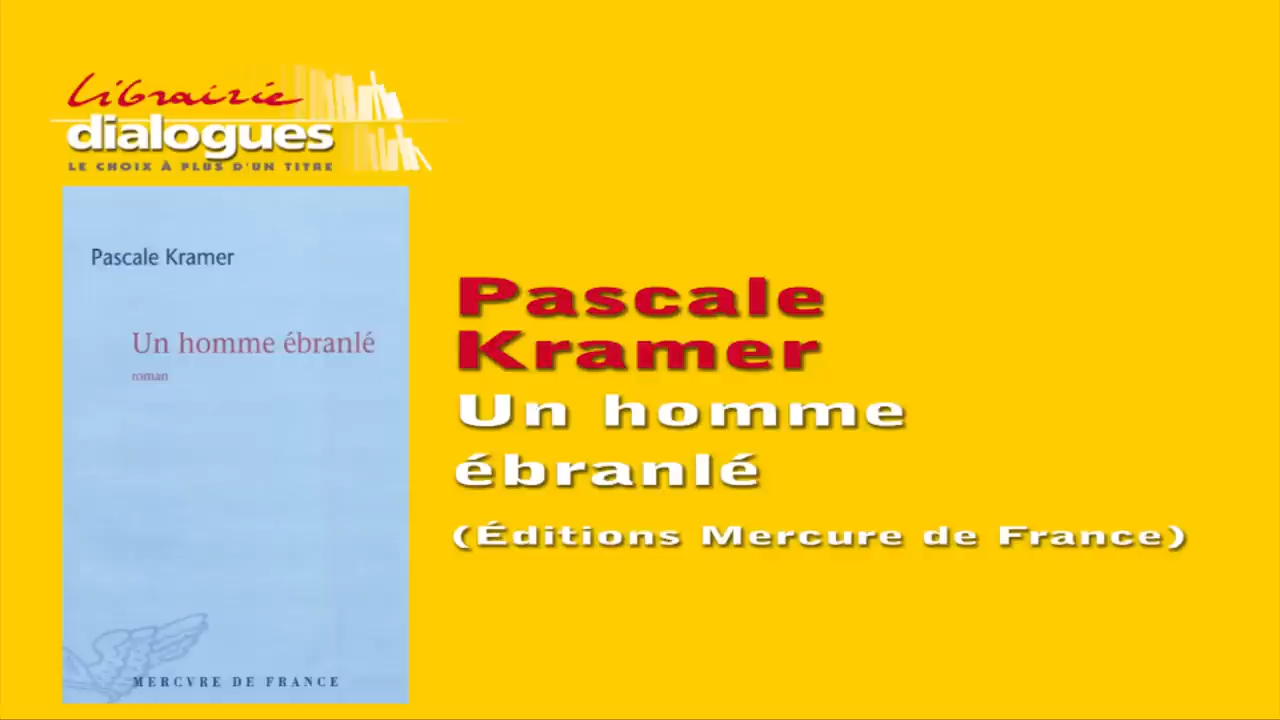 Librairie
dialogues
LE CHOIX À PLUS D'UN TITRE
Pascale Kramer
Un homme ébranlé
roman
MERCVRE DE FRANCE
Pascale
Kramer
Un homme
ébranlé
(Éditions Mercure de France)